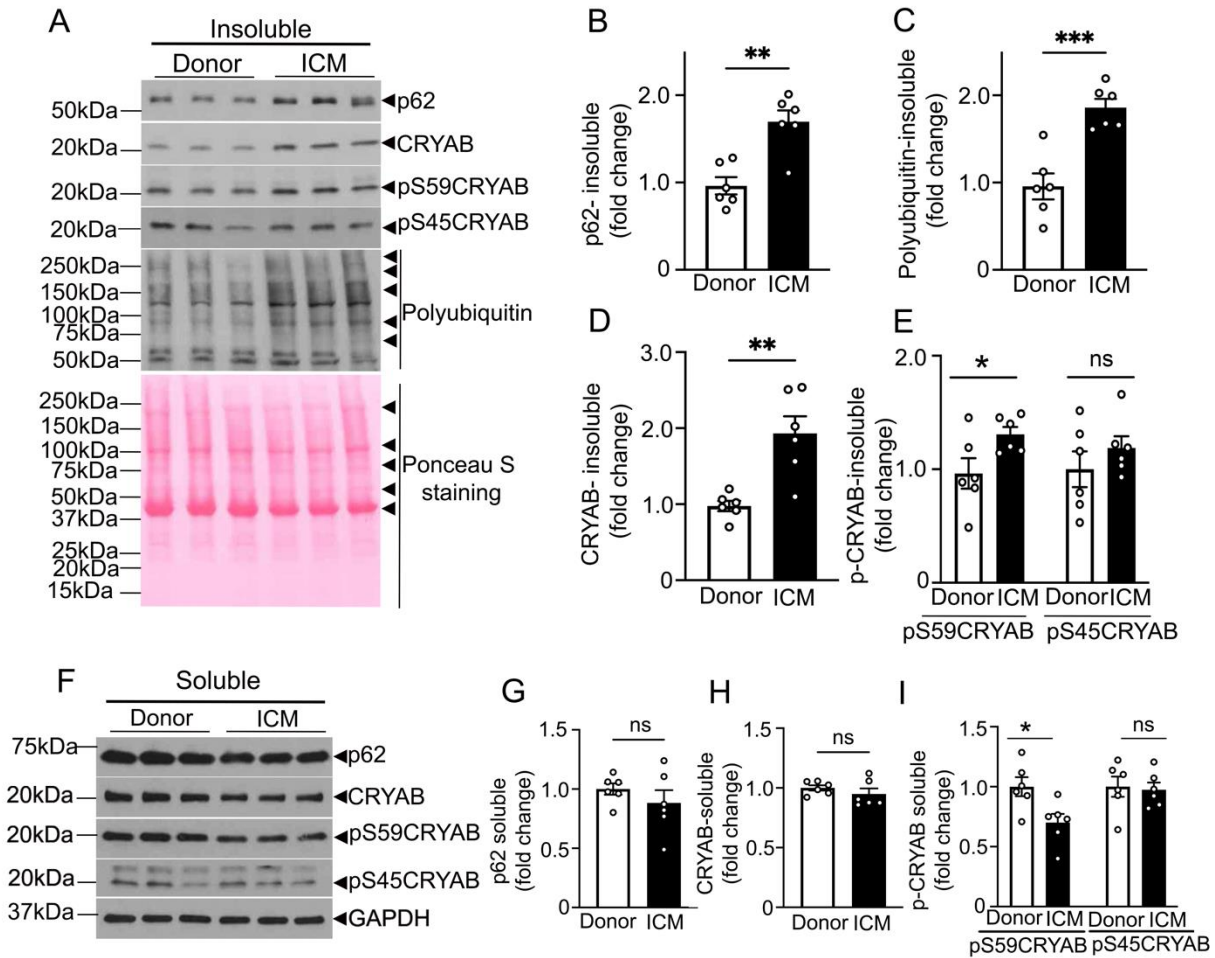 A
Insoluble
Donor ICM
50kDa p62
20kDa CRYAB
20kDa pS59CRYAB
20kDa pS45CRYAB
250kDa
150kDa
100kDa
75kDa
50kDa
Polyubiquitin
250kDa
150kDa
100kDa
75kDa
50kDa
37kDa
25kDa
20kDa
15kDa
Ponceau S
staining
B
p62- insoluble
(fold change)
2.0
1.0
0
**
Donor ICM
C
Polyubiquitin-insoluble
(fold change)
2.0
1.0
0
***
Donor ICM
D
CRYAB- insoluble
(fold change)
3.0
2.0
1.0
0
**
Donor ICM
E
p-CRYAB-insoluble
(fold change)
2.0
1.0
0
* ns
Donor ICM Donor ICM
pS59CRYAB pS45CRYAB
F
Soluble
Donor ICM
75kDa p62
20kDa CRYAB
pS59CRYAB
20kDa
20kDa pS45CRYAB
37kDa GAPDH
G
p62 soluble
(fold change)
1.5
1.0
0.5
0
ns
Donor ICM
H
CRYAB-soluble
(fold change)
1.5
1.0
0.5
0
ns
Donor ICM
I
p-CRYAB soluble
(fold change)
1.5
1.0
0.5
0
* ns
Donor ICM Donor ICM
pS59CRYAB pS45CRYAB